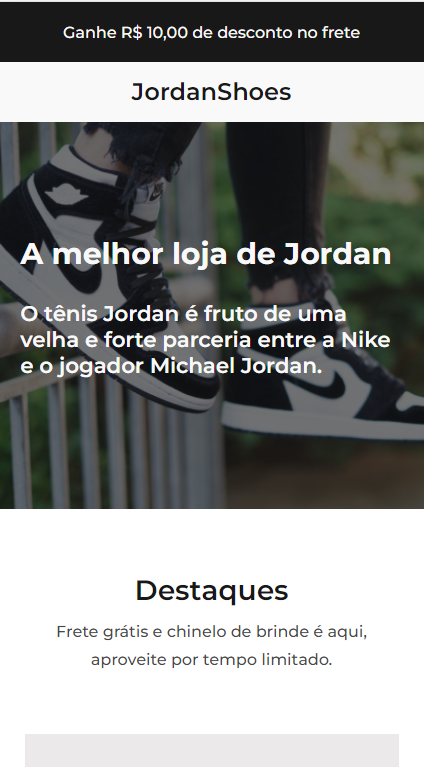 Ganhe R$ 10,00 de desconto no frete
JordanShoes
A melhor loja de Jordan
O tênis Jordan é fruto de uma
velha e forte parceria entre a Nike
e o jogador Michael Jordan.
Destaques
Frete grátis e chinelo de brinde é aqui,
aproveite por tempo limitado.